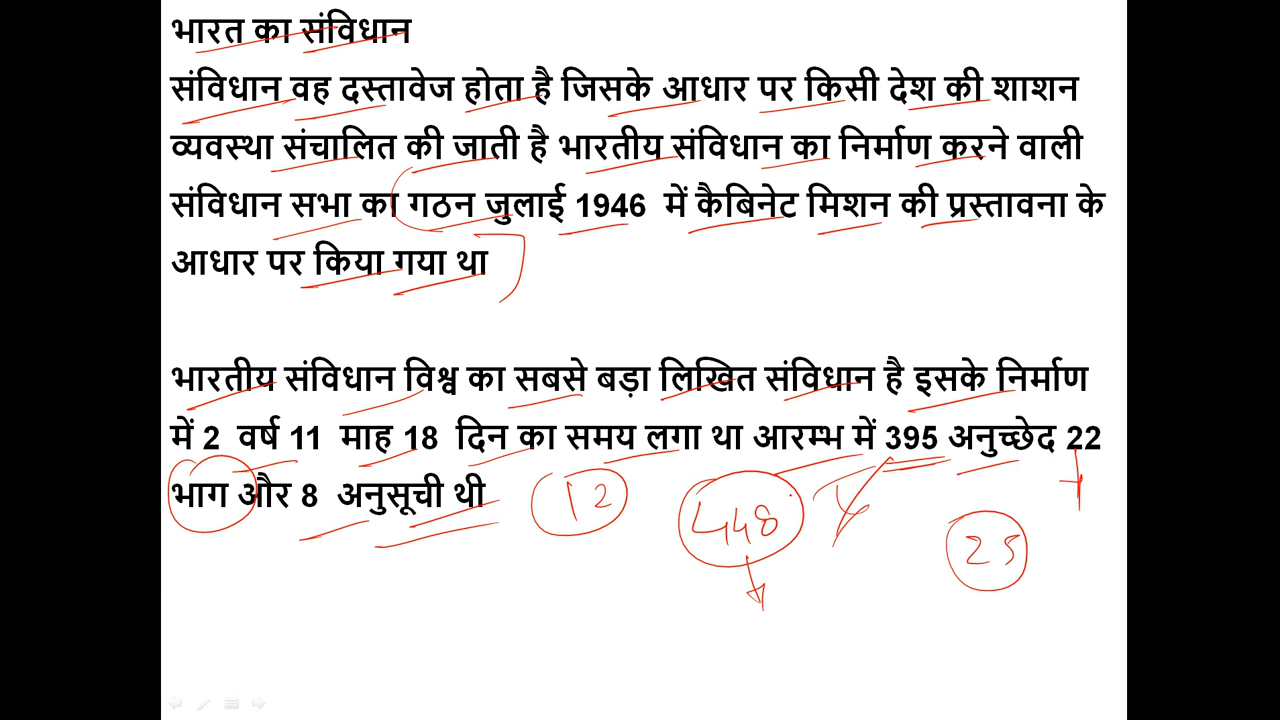 भारत का संविधान
संविधान वह दस्तावेज होता है जिसके आधार पर किसी देश की शाशन
व्यवस्था संचालित की जाती है भारतीय संविधान का निर्माण करने वाली
संविधान सभा का गठन जुलाई 1946 में कैबिनेट मिशन की प्रस्तावना के
आधार पर किया गया था
भारतीय संविधान विश्व का सबसे बड़ा लिखित संविधान है इसके निर्माण
में 2 वर्ष 11 माह 18 दिन का समय लगा था आरम्भ में 395 अनुच्छेद 22
भाग और 8 अनुसूची थी
12
448
25